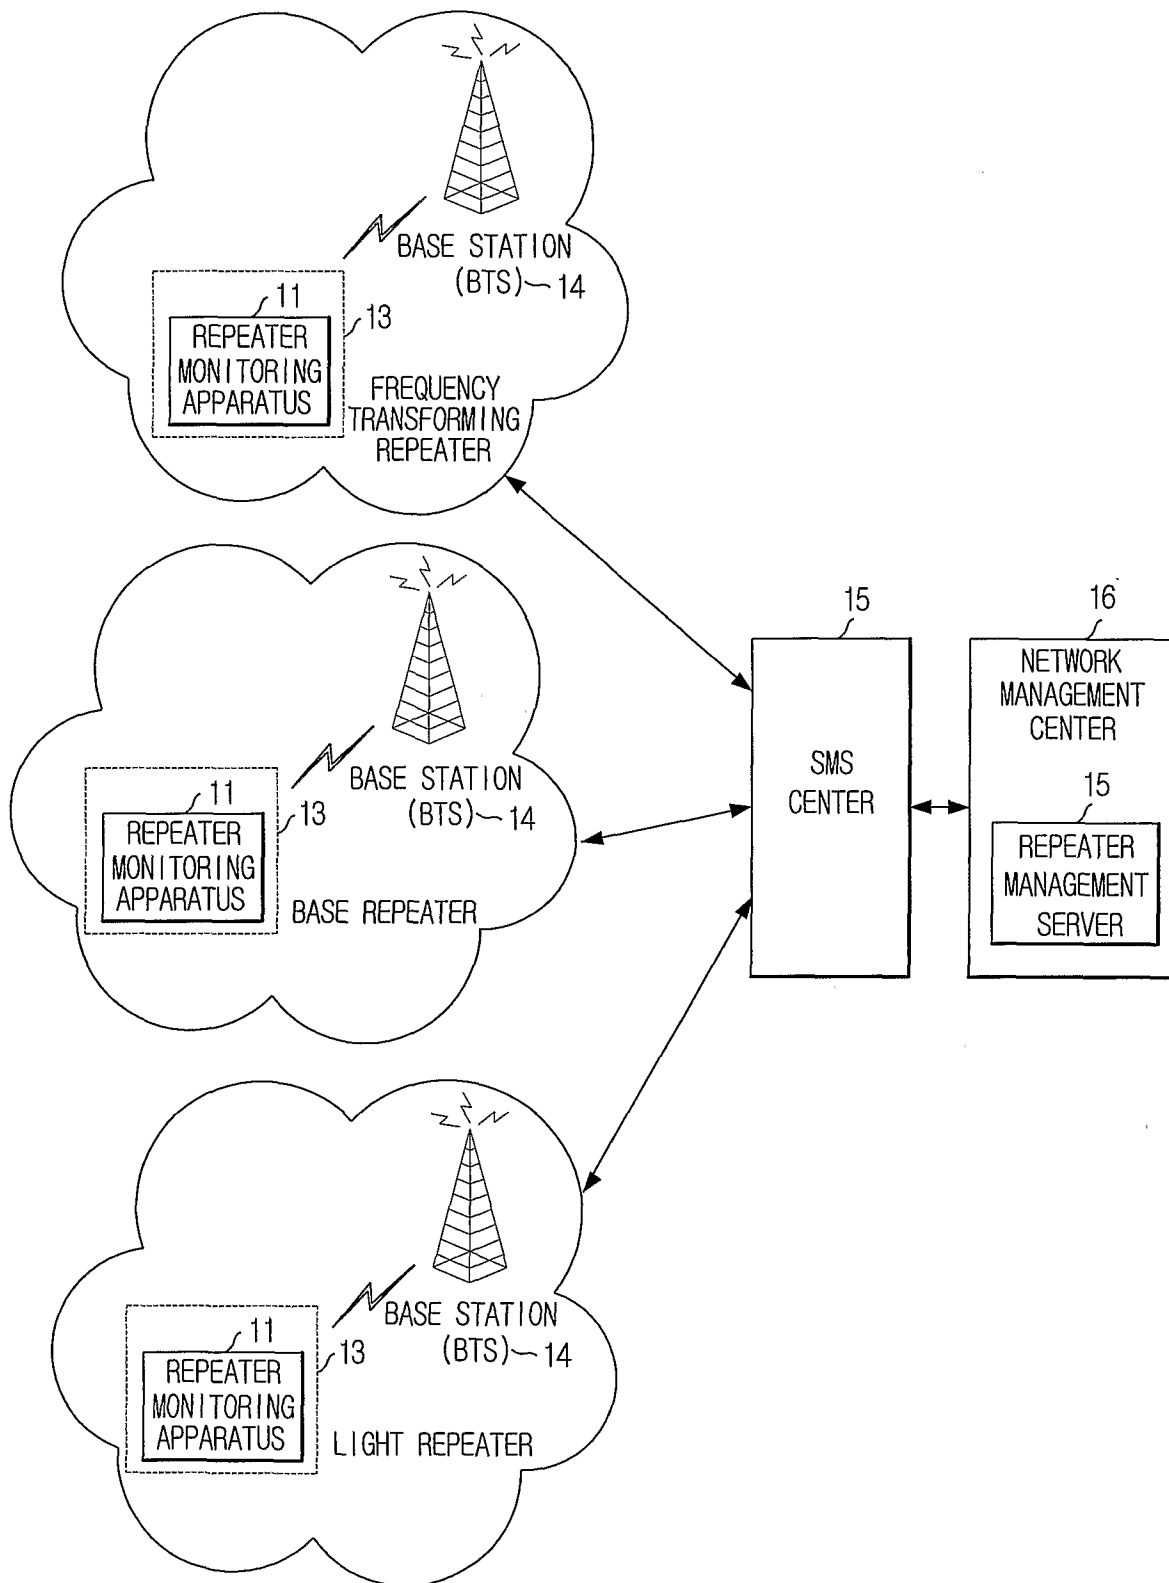 BASE STATION
(BTS) 14
11
13
REPEATER
MONITORING
APPARATUS
FREQUENCY
TRANSFORMING
REPEATER
BASE STATION
(BTS) 14
11
13
REPEATER
MONITORING
APPARATUS
BASE REPEATER
15
SMS
CENTER
16
NETWORK
MANAGEMENT
CENTER
15
REPEATER
MANAGEMENT
SERVER
BASE STATION
(BTS) 14
11
13
REPEATER
MONITORING
APPARATUS
LIGHT REPEATER